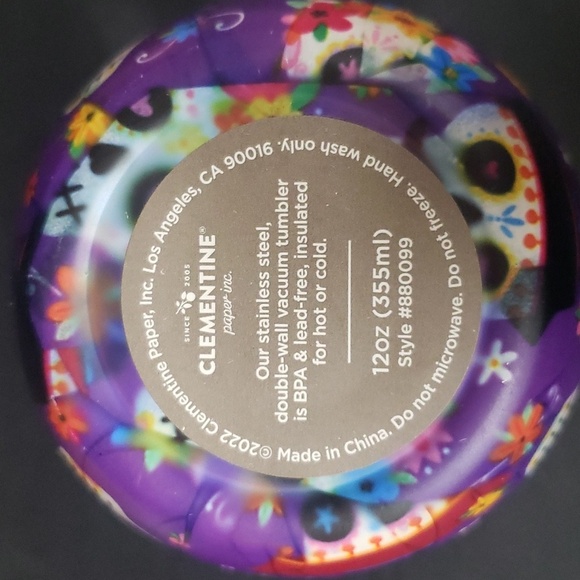 SINCE 2005
CLEMENTINE®
paper inc.
Our stainless steel,
double-wall vacuum tumbler
is BPA & lead-free, insulated
for hot or cold.
12oz (355ml)
Style #880099
©2022 Clementine Paper, Inc. Los Angeles, CA 90016 · Made in China. Do not microwave. Do not freeze. Hand wash only.